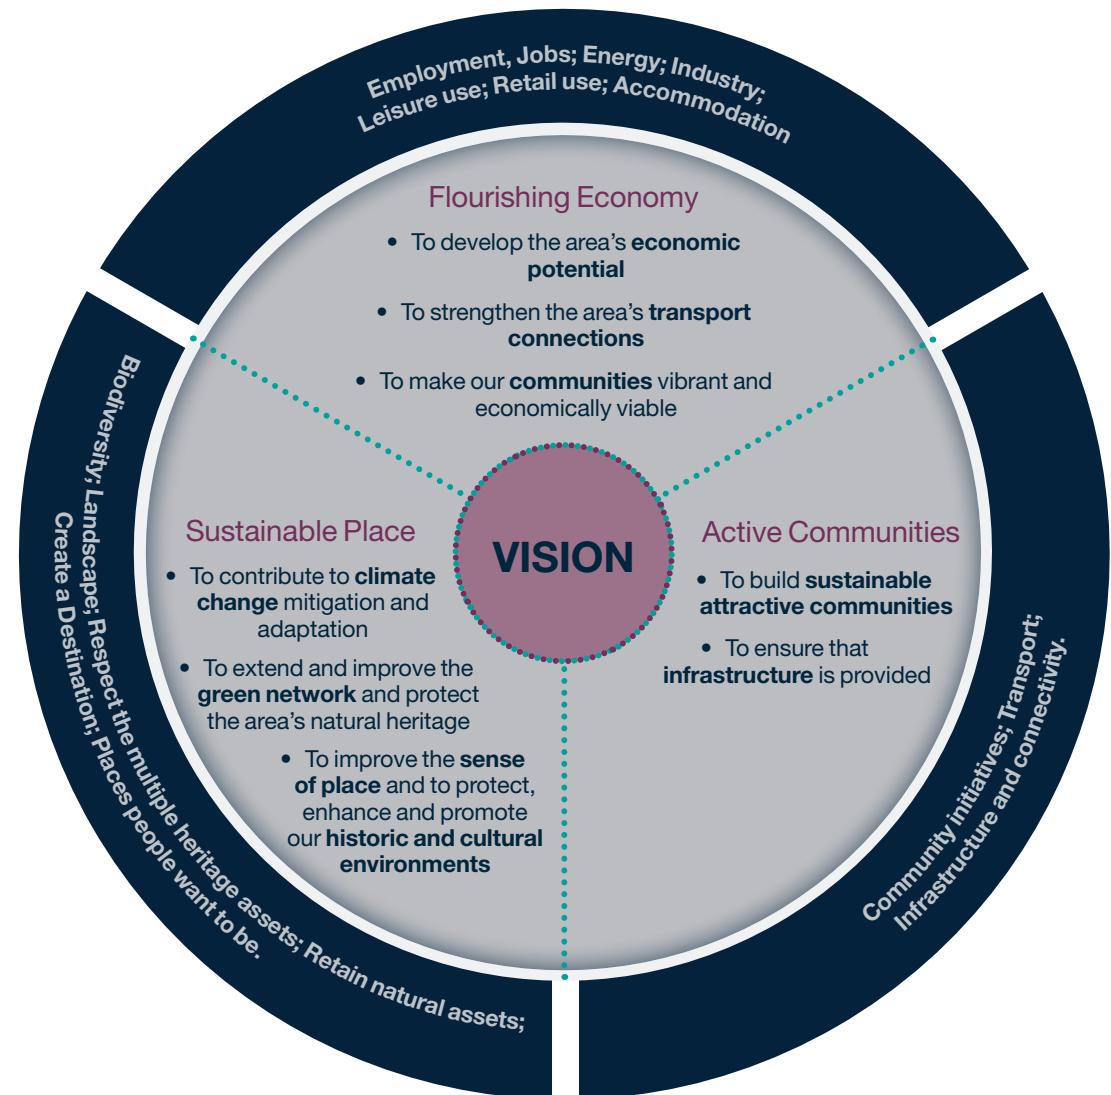 Employment, Jobs; Energy; Industry;
Leisure use; Retail use; Accommodation
Flourishing Economy
• To develop the area’s economic
potential
• To strengthen the area’s transport
connections
• To make our communities vibrant and
economically viable
VISION
Sustainable Place
• To contribute to climate
change mitigation and
adaptation
• To extend and improve the
green network and protect
the area’s natural heritage
• To improve the sense
of place and to protect,
enhance and promote
our historic and cultural
environments
Active Communities
• To build sustainable
attractive communities
• To ensure that
infrastructure is provided
Biodiversity; Landscape; Respect the multiple heritage assets; Retain natural assets;
Create a Destination; Places people want to be.
Community initiatives; Transport;
Infrastructure and connectivity.